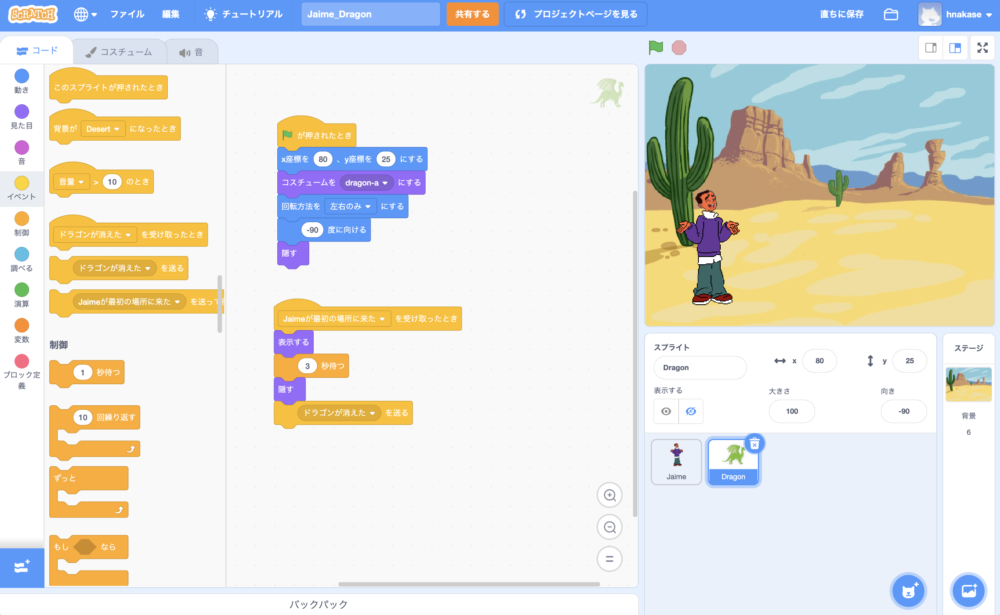 SCRATCH
ファイル
編集
チュートリアル
Jaime_Dragon
共有する
プロジェクトページを見る
直ちに保存
hnakase
コード
コスチューム
音
動き
見た目
音
イベント
制御
調べる
演算
変数
ブロック定
義
このスプライトが押されたとき
背景が Desert になったとき
音量 > 10 のとき
ドラゴンが消えた を受け取ったとき
ドラゴンが消えた を送る
Jaimeが最初の場所に来た を送って
制御
1 秒待つ
10 回繰り返す
ずっと
もし なら
が押されたとき
x座標を 80 、y座標を 25 にする
コスチュームを dragon-a にする
回転方法を 左右のみ にする
-90 度に向ける
隠す
Jaimeが最初の場所に来た を受け取ったとき
表示する
3 秒待つ
隠す
ドラゴンが消えた を送る
バックパック
スプライト
Dragon
x 80
y 25
表示する
大きさ
100
向き
-90
Jaime
Dragon
ステージ
背景
6